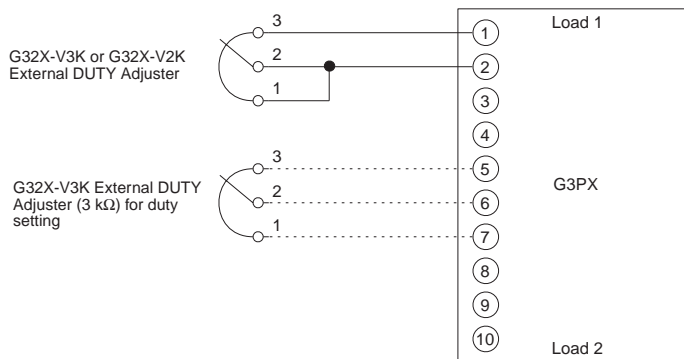 3
G32X-V3K or G32X-V2K
External DUTY Adjuster
2
1
3
G32X-V3K External DUTY
Adjuster (3 kΩ) for duty
setting
2
1
Load 1
1
2
3
4
5
G3PX
6
7
8
9
10
Load 2